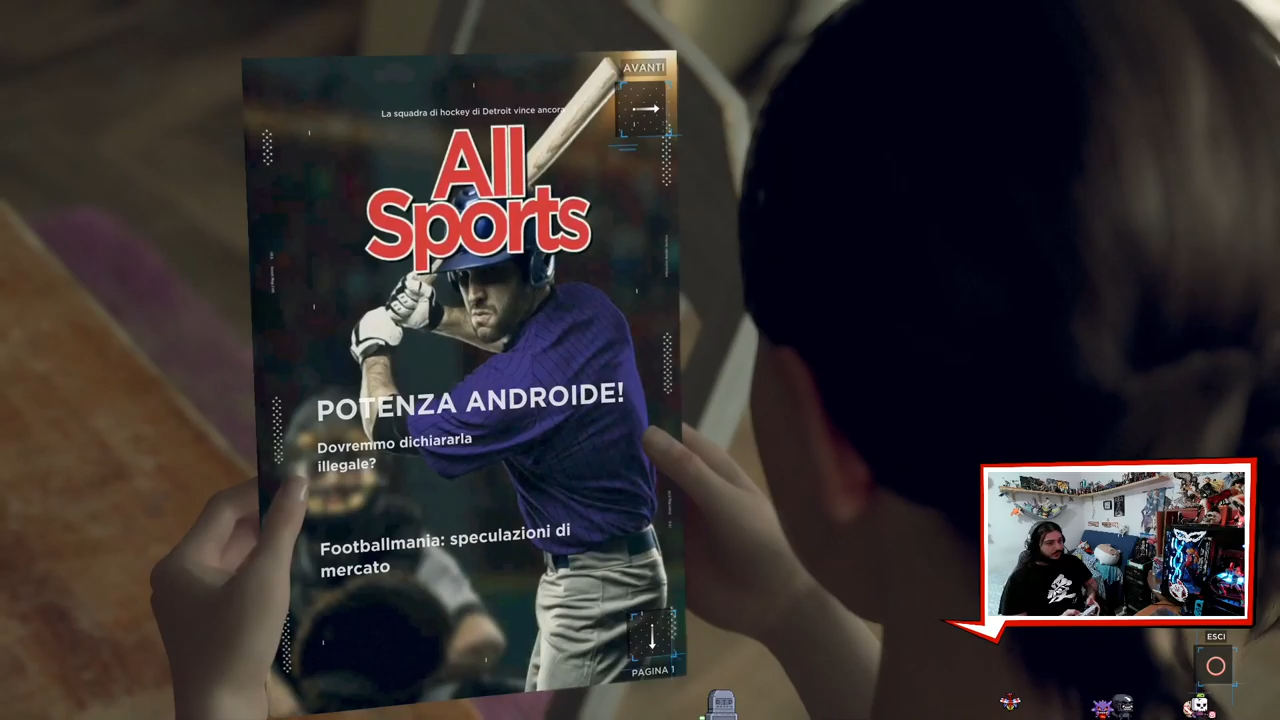 AVANTI
La squadra di hockey di Detroit vince ancora
All
Sports
POTENZA ANDROIDE!
Dovremmo dichiararla
illegale?
Footballmania: speculazioni di
mercato
PAGINA 1
ESCI